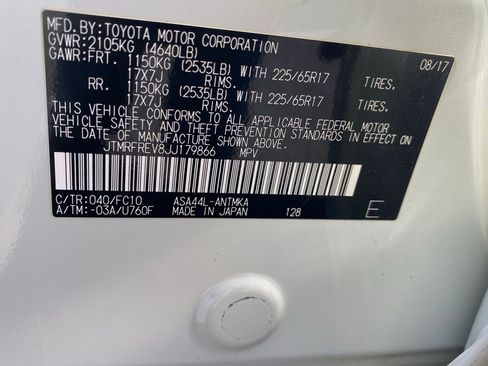 MFD.BY:TOYOTA MOTOR CORPORATION 08/17
GVWR:2105KG (4640LB)
GAWR:FRT. 1150KG (2535LB) WITH 225/65R17 TIRES,
17X7J RIMS.
RR. 1150KG (2535LB) WITH 225/65R17 TIRES,
17X7J RIMS.
THIS VEHICLE CONFORMS TO ALL APPLICABLE FEDERAL MOTOR
VEHICLE SAFETY, BUMPER, AND THEFT PREVENTION STANDARDS IN EFFECT ON
THE DATE OF MANUFACTURE SHOWN ABOVE.
JTMRFREV8JJ179866 MPV
C/TR:040/FC10 ASA44L-ANTMKA
A/TM:-03A/U760F MADE IN JAPAN 128 E